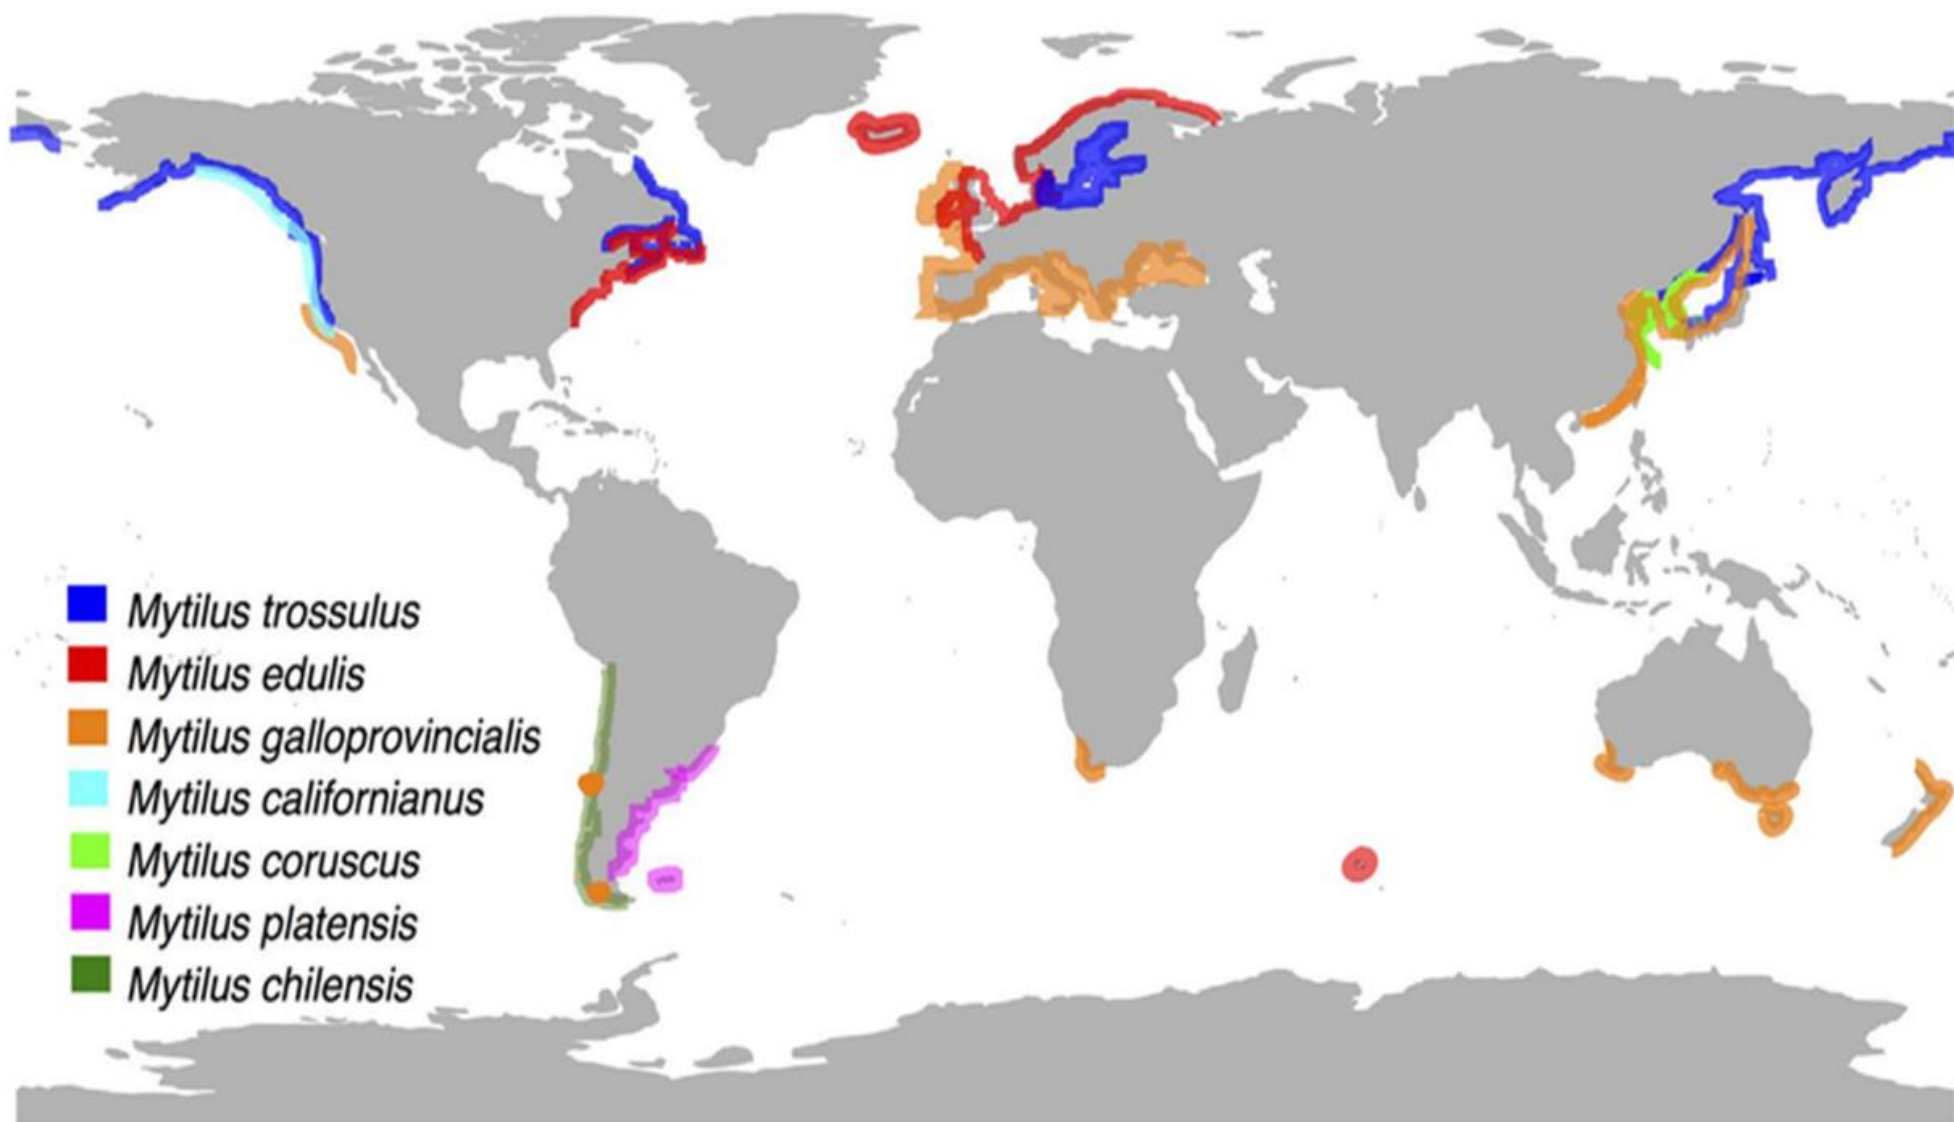 Mytilus trossulus
Mytilus edulis
Mytilus galloprovincialis
Mytilus californianus
Mytilus coruscus
Mytilus platensis
Mytilus chilensis